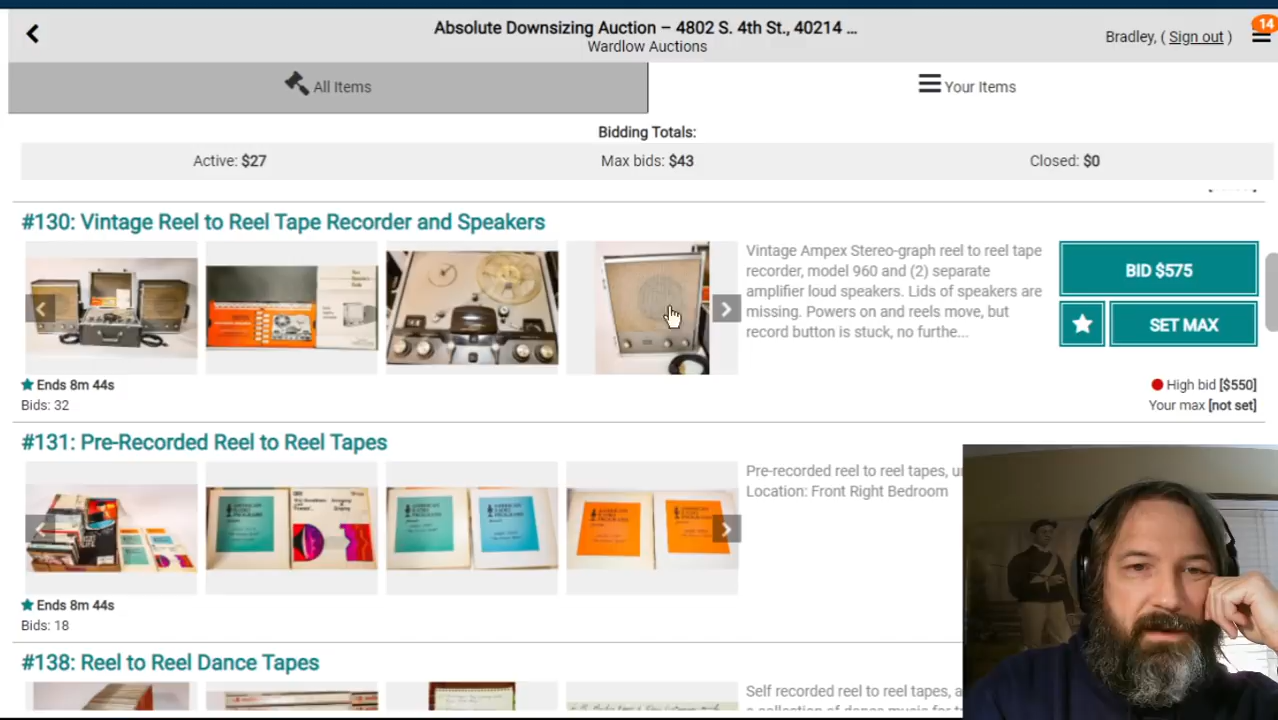 Absolute Downsizing Auction – 4802 S. 4th St., 40214 ...
Wardlow Auctions
Bradley, ( Sign out )
14
All Items
Your Items
Bidding Totals:
Active: $27
Max bids: $43
Closed: $0
#130: Vintage Reel to Reel Tape Recorder and Speakers
Vintage Ampex Stereo-graph reel to reel tape
recorder, model 960 and (2) separate
amplifier loud speakers. Lids of speakers are
missing. Powers on and reels move, but
record button is stuck, no furthe...
BID $575
SET MAX
Ends 8m 44s
Bids: 32
High bid [$550]
Your max [not set]
#131: Pre-Recorded Reel to Reel Tapes
Pre-recorded reel to reel tapes,
Location: Front Right Bedroom
Ends 8m 44s
Bids: 18
#138: Reel to Reel Dance Tapes
Self recorded reel to reel tapes,